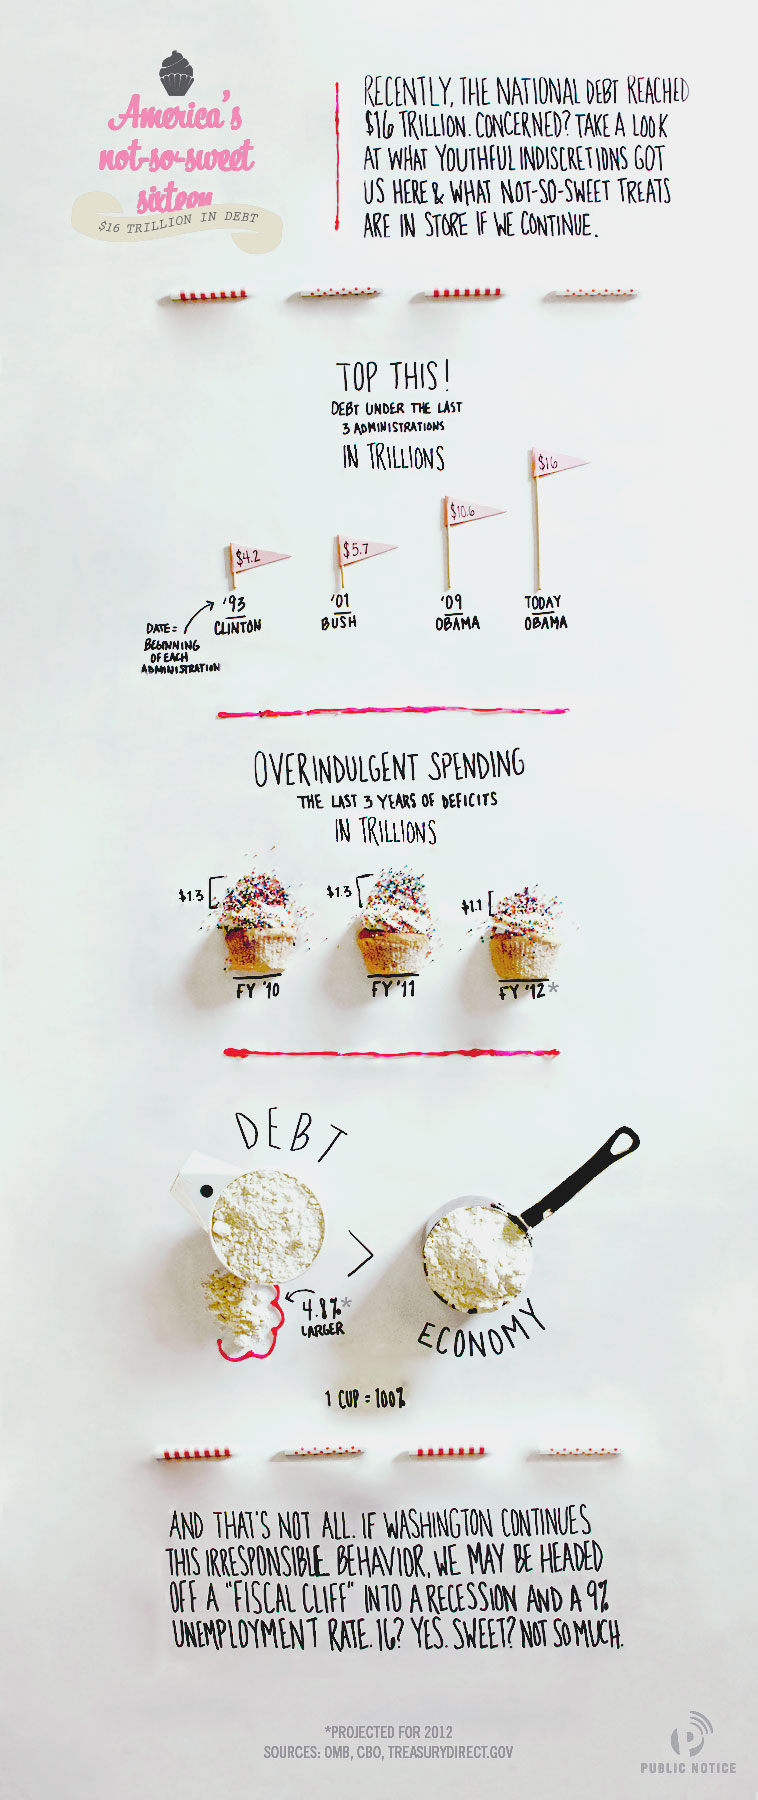 America's
not-so-sweet
sixteen
$16 TRILLION IN DEBT
RECENTLY, THE NATIONAL DEBT REACHED
$16 TRILLION. CONCERNED? TAKE A LOOK
AT WHAT YOUTHFUL INDISCRETIONS GOT
US HERE & WHAT NOT-SO-SWEET TREATS
ARE IN STORE IF WE CONTINUE.
TOP THIS!
DEBT UNDER THE LAST
3 ADMINISTRATIONS
IN TRILLIONS
$4.2
$5.7
$10.6
$16
'93
CLINTON
'01
BUSH
'09
OBAMA
TODAY
OBAMA
DATE=
BEGINNING
OF EACH
ADMINISTRATION
OVERINDULGENT SPENDING
THE LAST 3 YEARS OF DEFICITS
IN TRILLIONS
$1.3
$1.3
$1.1
FY '10
FY '11
FY '12*
DEBT
>
4.8%*
LARGER
ECONOMY
1 CUP = 100%
AND THAT'S NOT ALL. IF WASHINGTON CONTINUES
THIS IRRESPONSIBLE BEHAVIOR, WE MAY BE HEADED
OFF A "FISCAL CLIFF" INTO A RECESSION AND A 9%
UNEMPLOYMENT RATE. 16? YES. SWEET? NOT SO MUCH.
*PROJECTED FOR 2012
SOURCES: OMB, CBO, TREASURYDIRECT.GOV
PUBLIC NOTICE